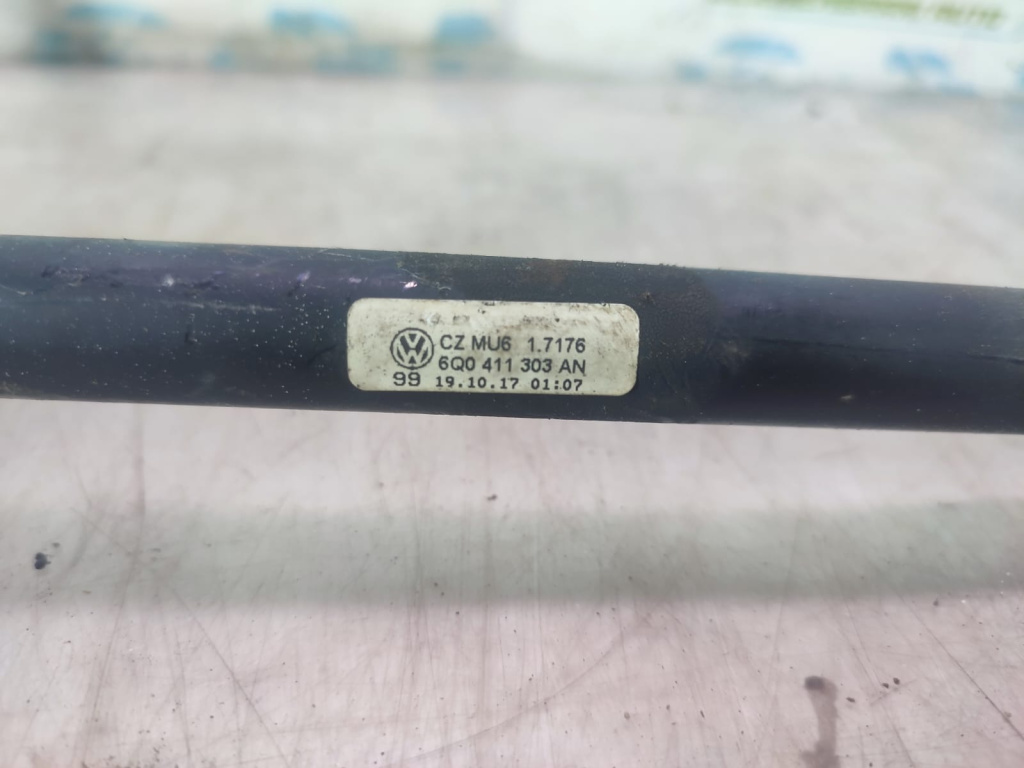 CZ MU6 1.7176
6Q0 411 303 AN
99 19.10.17 01:07